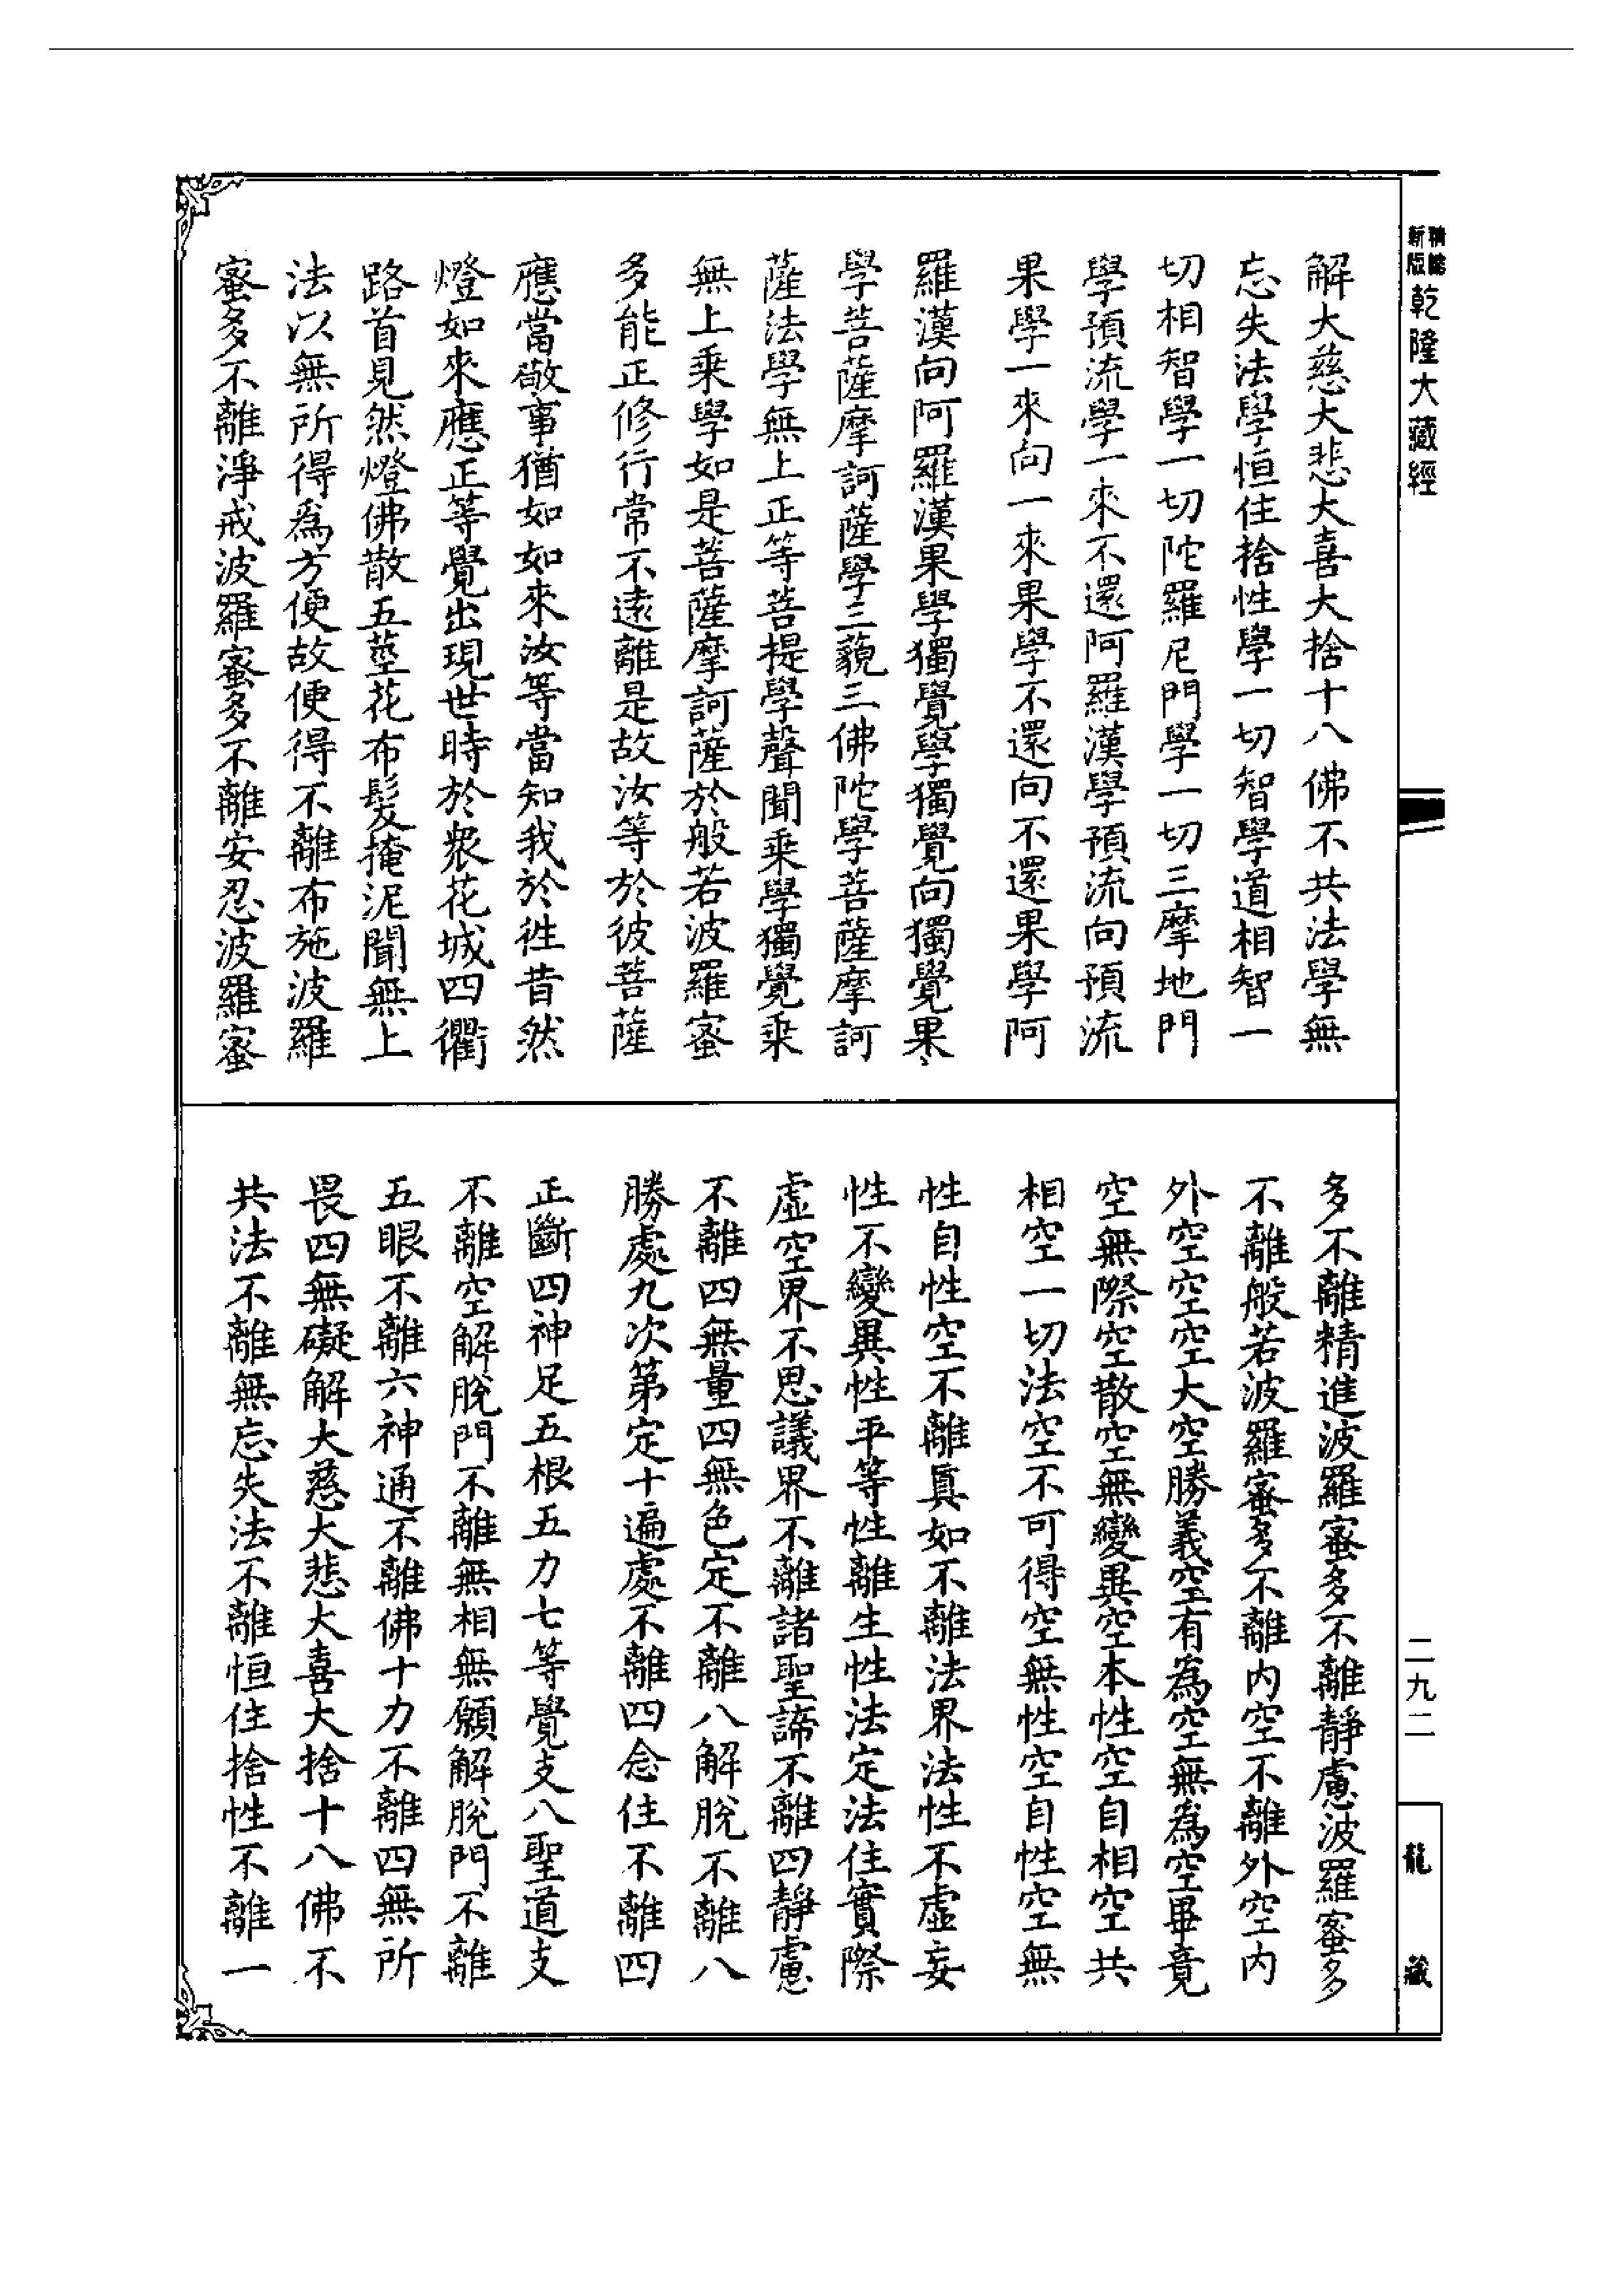 解大慈大悲大喜大捨十八佛不共法學無
忘失法學恒住捨性學一切智學道相智一
切相智學一切陀羅尼門學一切三摩地門
學預流學一來不還阿羅漢學預流向預流
果學一來向一來果學不還向不還果學阿
羅漢向阿羅漢果學獨覺學獨覺向獨覺果
學菩薩摩訶薩學三藐三佛陀學菩薩摩訶
薩法學無上正等菩提學聲聞乘學獨覺乘
無上乘學如是菩薩摩訶薩於般若波羅蜜
多能正修行常不遠離是故汝等於彼菩薩
應當敬事猶如如來汝等當知我於徃昔然
燈如來應正等覺出現世時於衆花城四衢
路首見然燈佛散五莖花布髮掩泥聞無上
法以無所得爲方便故便得不離布施波羅
蜜多不離淨戒波羅蜜多不離安忍波羅蜜
多不離精進波羅蜜多不離靜慮波羅蜜多
不離般若波羅蜜多不離内空不離外空内
外空空空大空勝義空有為空無為空畢竟
空無際空散空無變異空本性空自相空共
相空一切法空不可得空無性空自性空無
性自性空不離真如不離法界法性不虛妄
性不變異性平等性離生性法定法住實際
虛空界不思議界不離諸聖諦不離四靜慮
不離四無量四無色定不離八解脫不離八
勝處九次第定十遍處不離四念住不離四
正斷四神足五根五力七等覺支八聖道支
不離空解脫門不離無相無願解脫門不離
五眼不離六神通不離佛十力不離四無所
畏四無礙解大慈大悲大喜大捨十八佛不
共法不離無忘失法不離恒住捨性不離一
新版
精緻
乾隆大藏經
二九二
龍藏